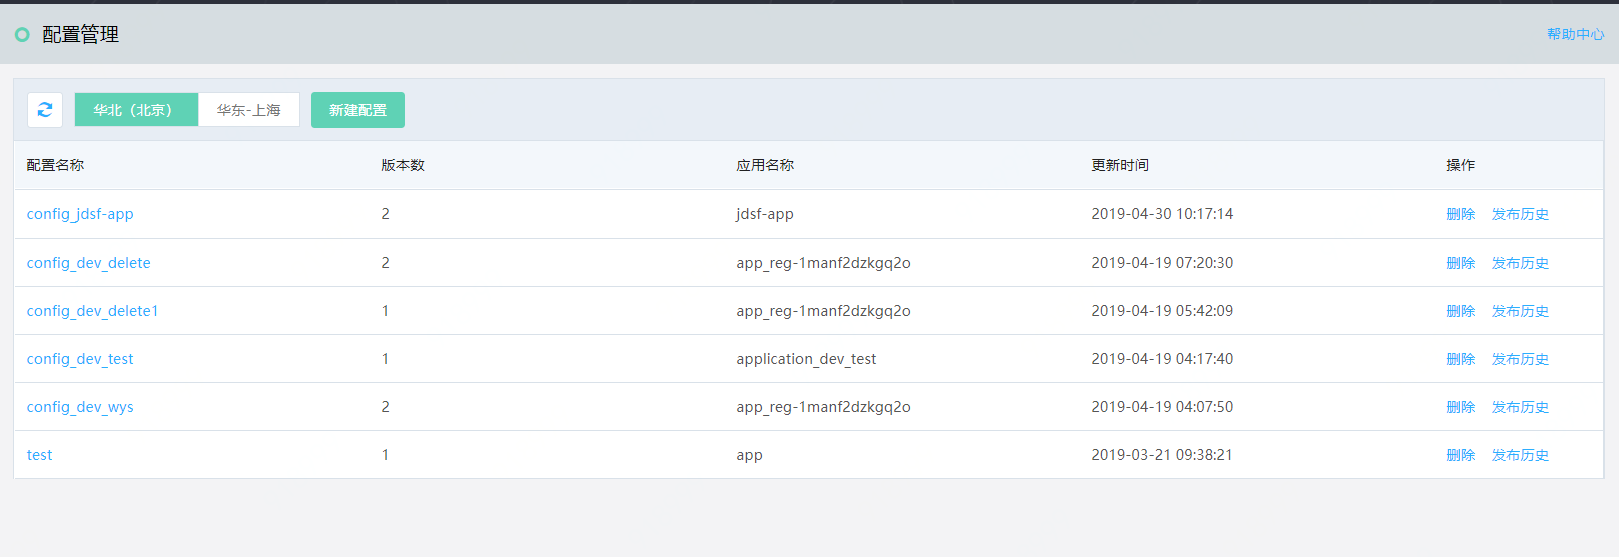 配置管理 帮助中心
华北（北京） 华东-上海 新建配置
配置名称 版本数 应用名称 更新时间 操作
config_jdsf-app 2 jdsf-app 2019-04-30 10:17:14 删除 发布历史
config_dev_delete 2 app_reg-1manf2dzkgq2o 2019-04-19 07:20:30 删除 发布历史
config_dev_delete1 1 app_reg-1manf2dzkgq2o 2019-04-19 05:42:09 删除 发布历史
config_dev_test 1 application_dev_test 2019-04-19 04:17:40 删除 发布历史
config_dev_wys 2 app_reg-1manf2dzkgq2o 2019-04-19 04:07:50 删除 发布历史
test 1 app 2019-03-21 09:38:21 删除 发布历史